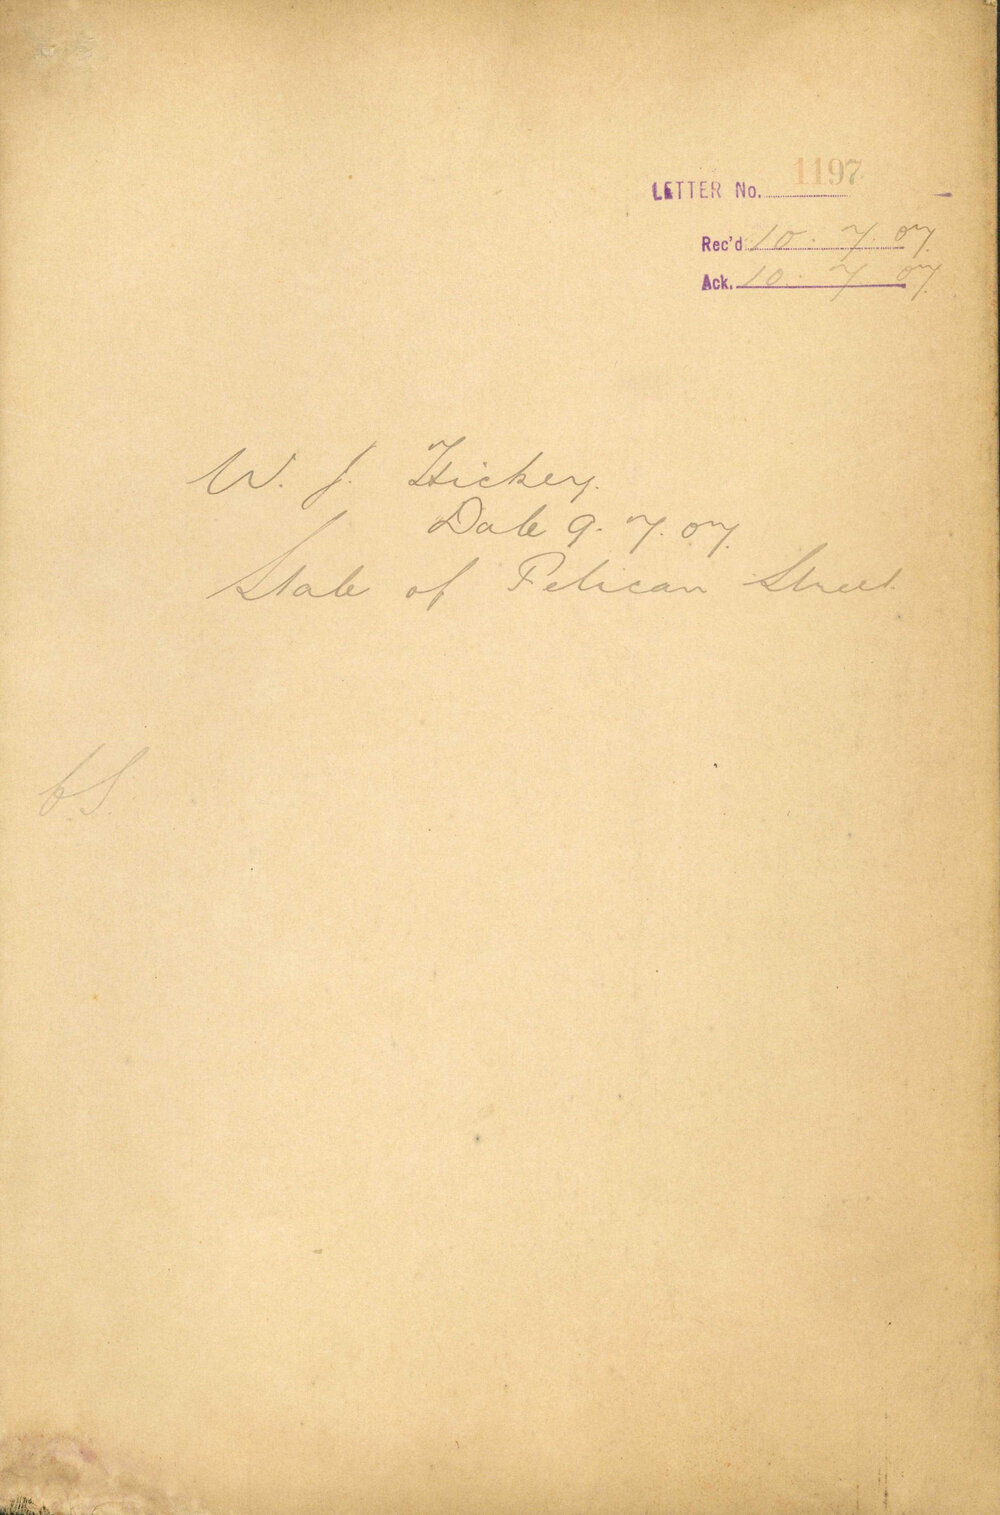 LETTER No. 1197
Rec'd 10.7.07
Ack. 10.7.07
W. J. Hickey.
Date 9.7.07.
State of Pelican Street.